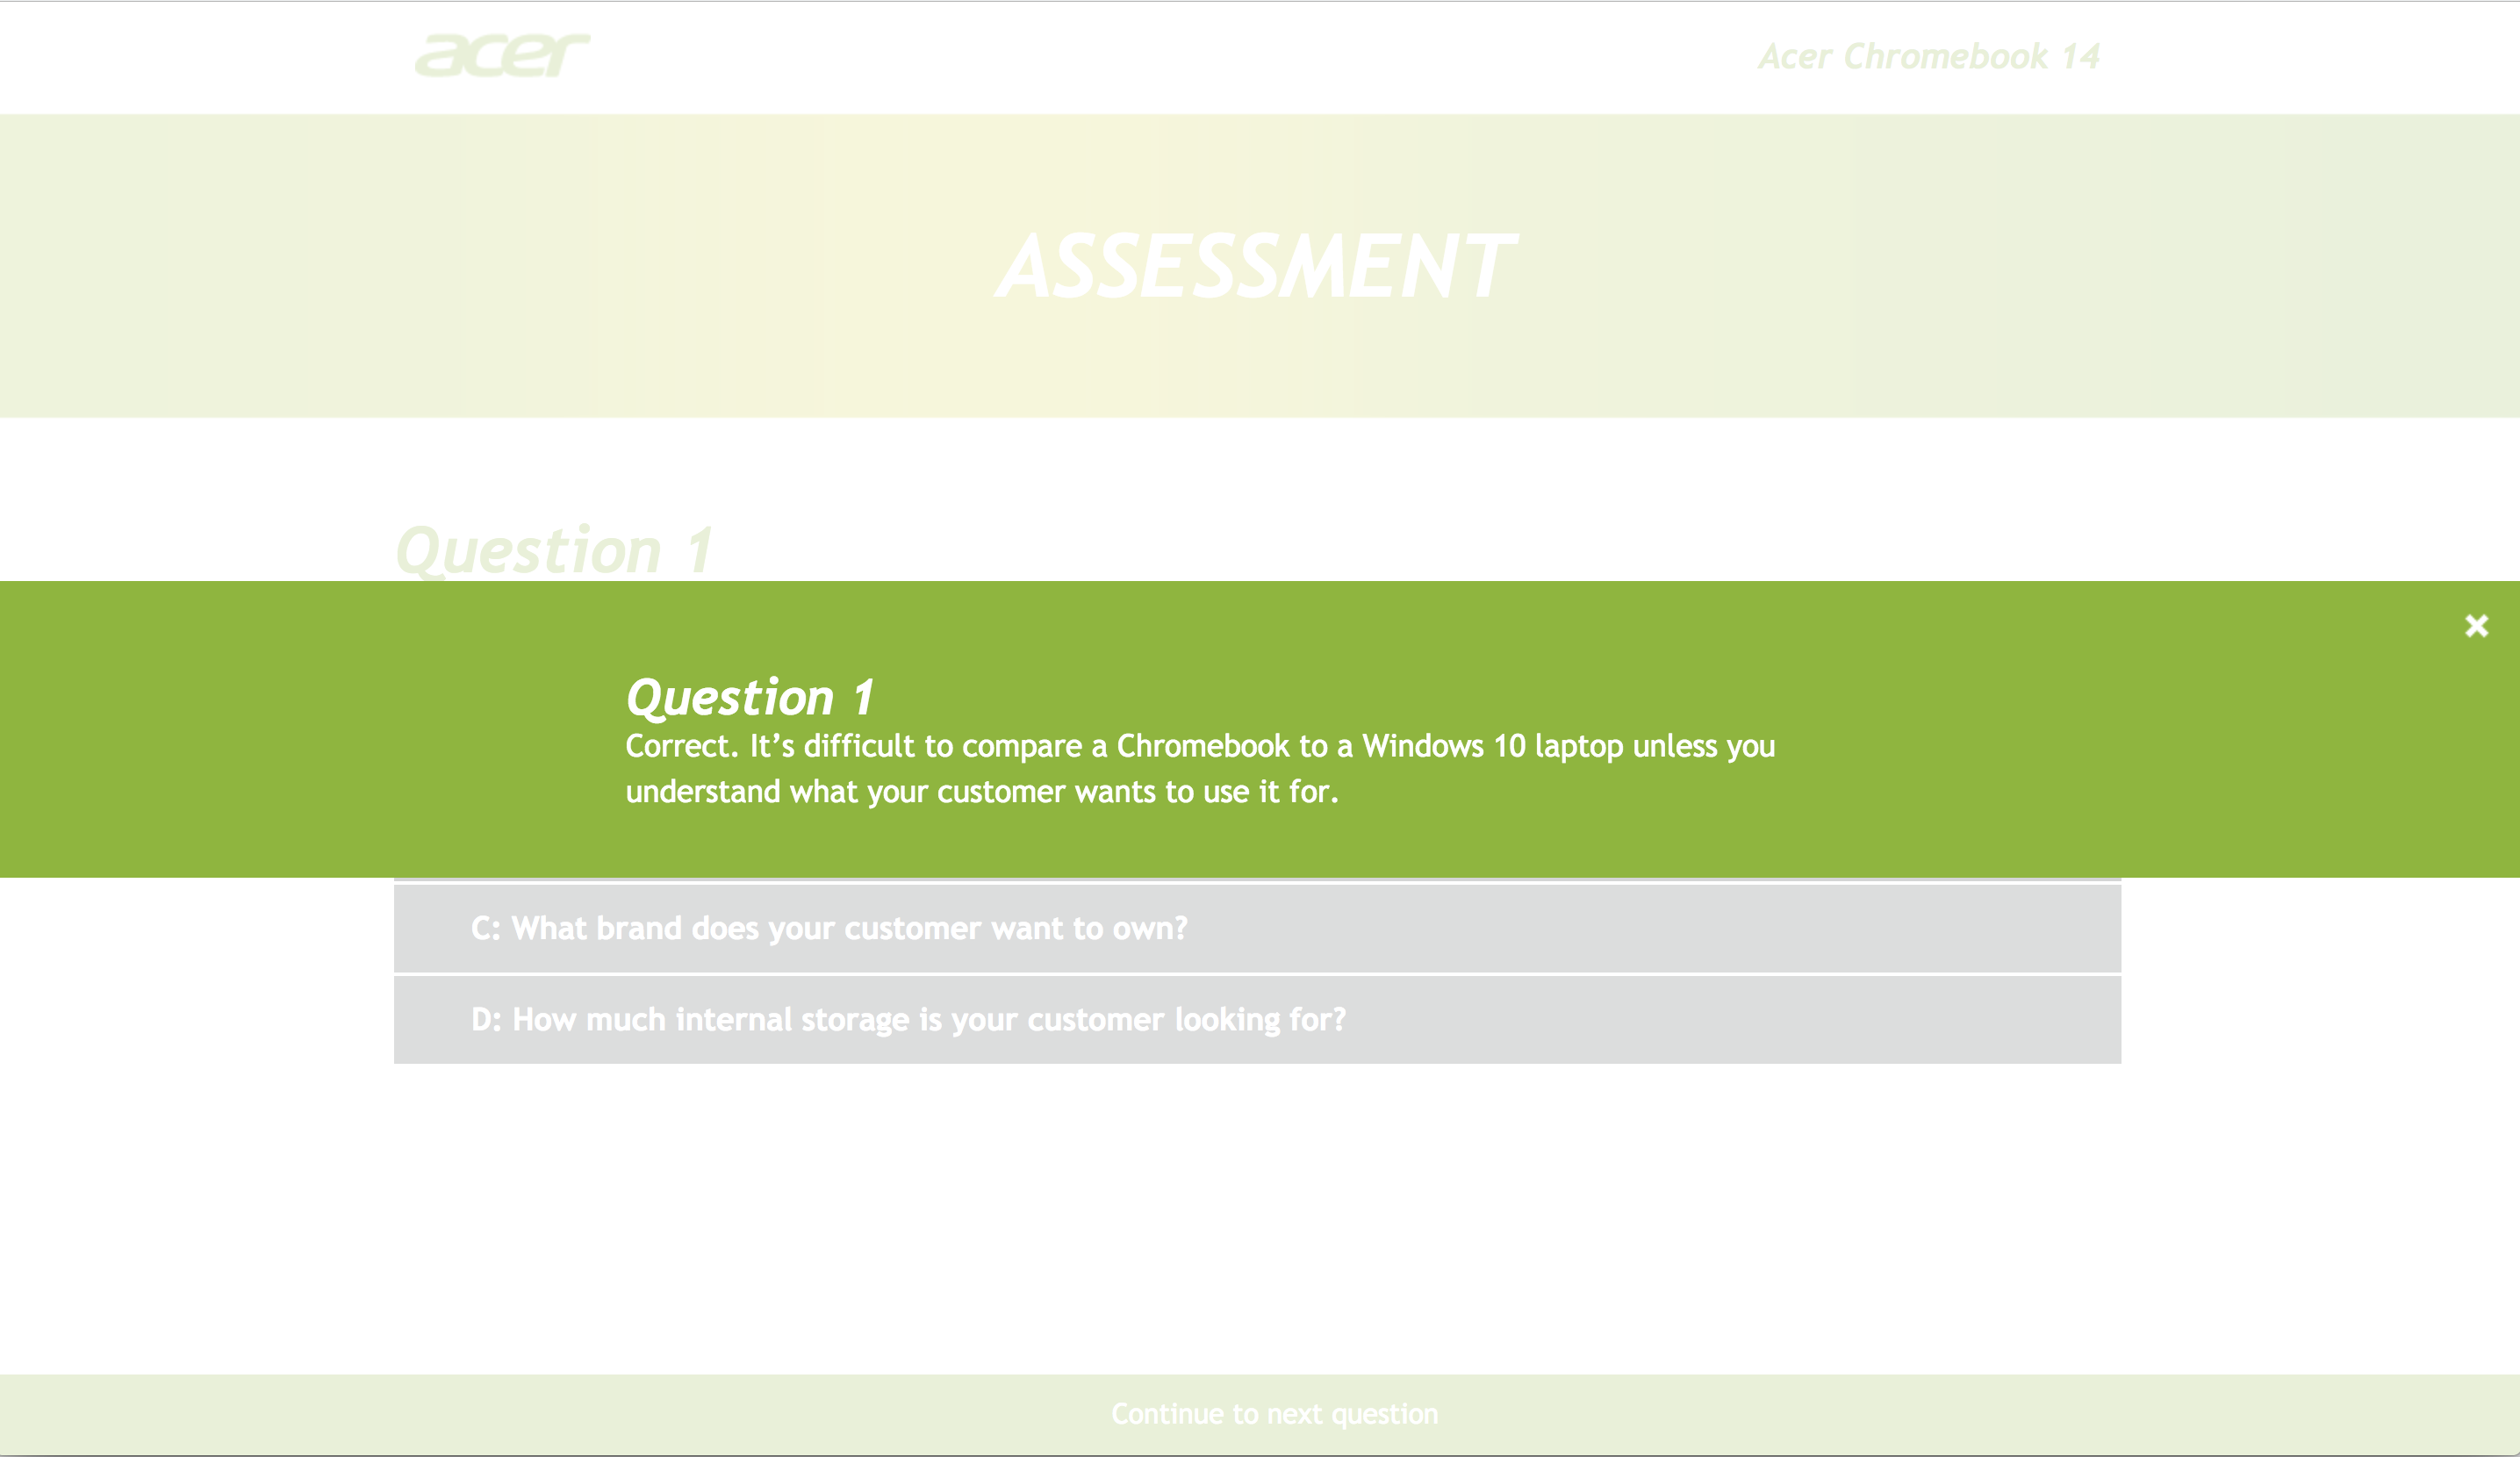 acer
Acer Chromebook 14
ASSESSMENT
Question 1
Question 1
Correct. It’s difficult to compare a Chromebook to a Windows 10 laptop unless you
understand what your customer wants to use it for.
C: What brand does your customer want to own?
D: How much internal storage is your customer looking for?
Continue to next question